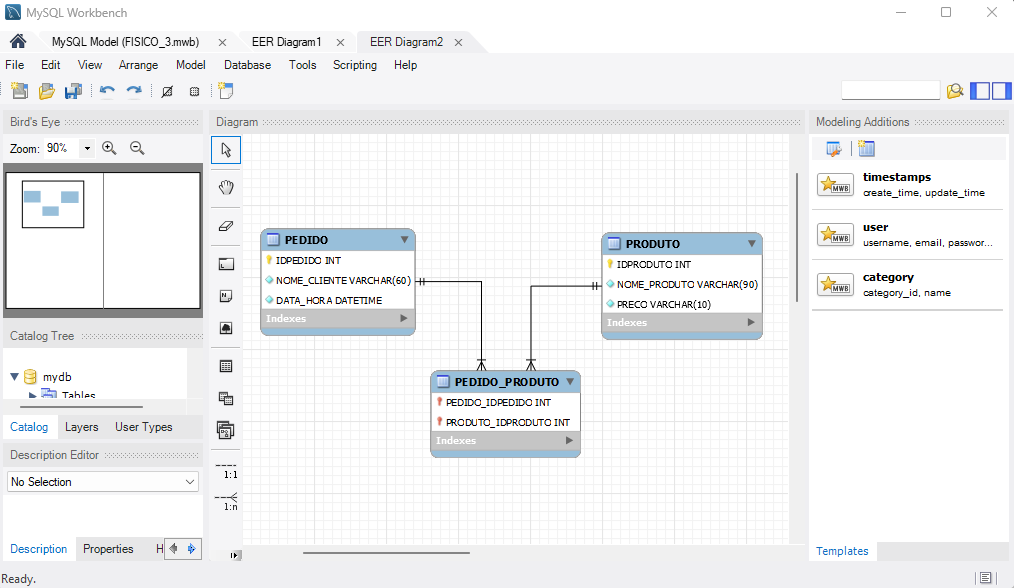 MySQL Workbench
MySQL Model (FISICO_3.mwb)
EER Diagram1
EER Diagram2
File Edit View Arrange Model Database Tools Scripting Help
Bird's Eye
Zoom: 90%
Diagram
1:1
1:n
PEDIDO
IDPEDIDO INT
NOME_CLIENTE VARCHAR(60)
DATA_HORA DATETIME
Indexes
PRODUTO
IDPRODUTO INT
NOME_PRODUTO VARCHAR(90)
PRECO VARCHAR(10)
Indexes
PEDIDO_PRODUTO
PEDIDO_IDPEDIDO INT
PRODUTO_IDPRODUTO INT
Indexes
Catalog Tree
mydb
Tables
Catalog Layers User Types
Description Editor
No Selection
Description Properties H
Modeling Additions
timestamps
create_time, update_time
user
username, email, passwor...
category
category_id, name
Templates
Ready.